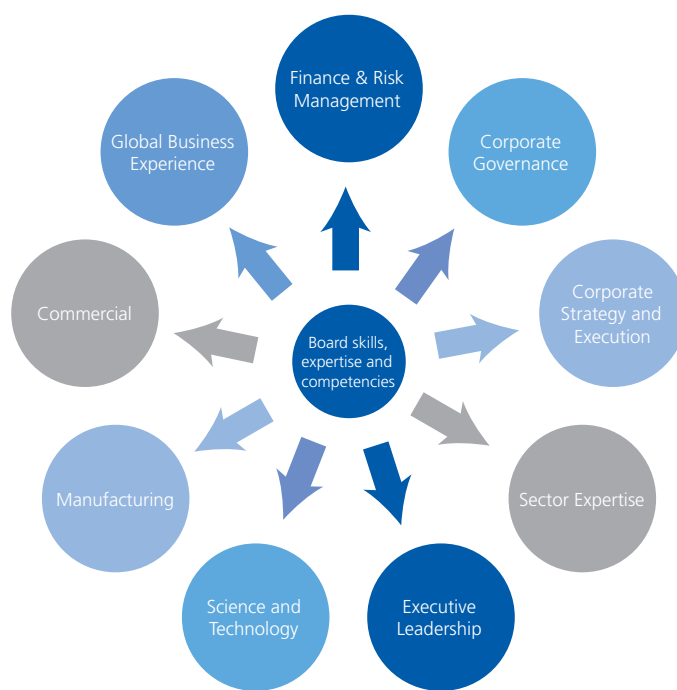 Finance & Risk
Management
Corporate
Governance
Corporate
Strategy and
Execution
Sector Expertise
Executive
Leadership
Science and
Technology
Manufacturing
Commercial
Global Business
Experience
Board skills,
expertise and
competencies